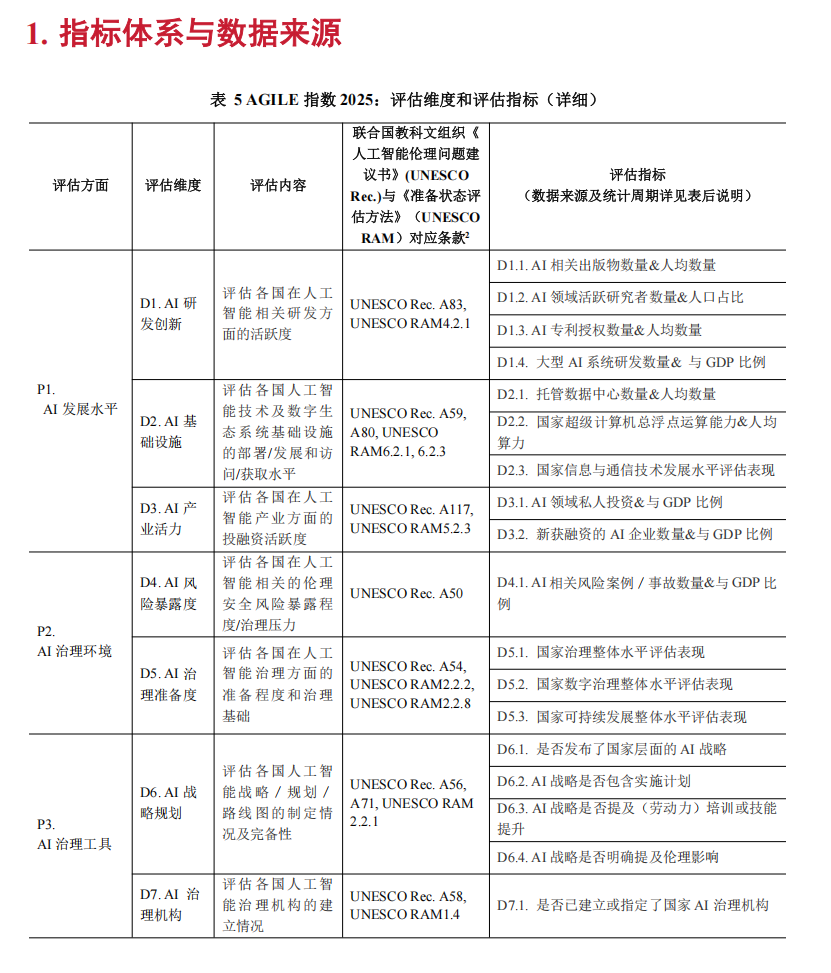 1. 指标体系与数据来源
表 5 AGILE 指数 2025：评估维度和评估指标（详细）
评估方面
评估维度
评估内容
联合国教科文组织《
人工智能伦理问题建
议书》(UNESCO
Rec.)与《准备状态评
估方法》（UNESCO
RAM）对应条款2
评估指标
（数据来源及统计周期详见表后说明）
P1.
AI 发展水平
D1. AI 研
发创新
评估各国在人工
智能相关研发方
面的活跃度
UNESCO Rec. A83,
UNESCO RAM4.2.1
D1.1. AI 相关出版物数量&人均数量
D1.2. AI 领域活跃研究者数量&人口占比
D1.3. AI 专利授权数量&人均数量
D1.4. 大型 AI 系统研发数量& 与 GDP 比例
D2. AI 基
础设施
评估各国人工智
能技术及数字生
态系统基础设施
的部署/发展和访
问/获取水平
UNESCO Rec. A59,
A80, UNESCO
RAM6.2.1, 6.2.3
D2.1. 托管数据中心数量&人均数量
D2.2. 国家超级计算机总浮点运算能力&人均
算力
D2.3. 国家信息与通信技术发展水平评估表现
D3. AI 产
业活力
评估各国在人工
智能产业方面的
投融资活跃度
UNESCO Rec. A117,
UNESCO RAM5.2.3
D3.1. AI 领域私人投资&与 GDP 比例
D3.2. 新获融资的 AI 企业数量&与 GDP 比例
P2.
AI 治理环境
D4. AI 风
险暴露度
评估各国在人工
智能相关的伦理
安全风险暴露程
度/治理压力
UNESCO Rec. A50
D4.1. AI 相关风险案例 / 事故数量&与 GDP 比
例
D5. AI 治
理准备度
评估各国在人工
智能治理方面的
准备程度和治理
基础
UNESCO Rec. A54,
UNESCO RAM2.2.2,
UNESCO RAM2.2.8
D5.1. 国家治理整体水平评估表现
D5.2. 国家数字治理整体水平评估表现
D5.3. 国家可持续发展整体水平评估表现
P3.
AI 治理工具
D6. AI 战
略规划
评估各国人工智
能战略 / 规划 /
路线图的制定情
况及完备性
UNESCO Rec. A56,
A71, UNESCO RAM
2.2.1
D6.1. 是否发布了国家层面的 AI 战略
D6.2. AI 战略是否包含实施计划
D6.3. AI 战略是否提及（劳动力）培训或技能
提升
D6.4. AI 战略是否明确提及伦理影响
D7. AI 治
理机构
评估各国人工智
能治理机构的建
立情况
UNESCO Rec. A58,
UNESCO RAM1.4
D7.1. 是否已建立或指定了国家 AI 治理机构